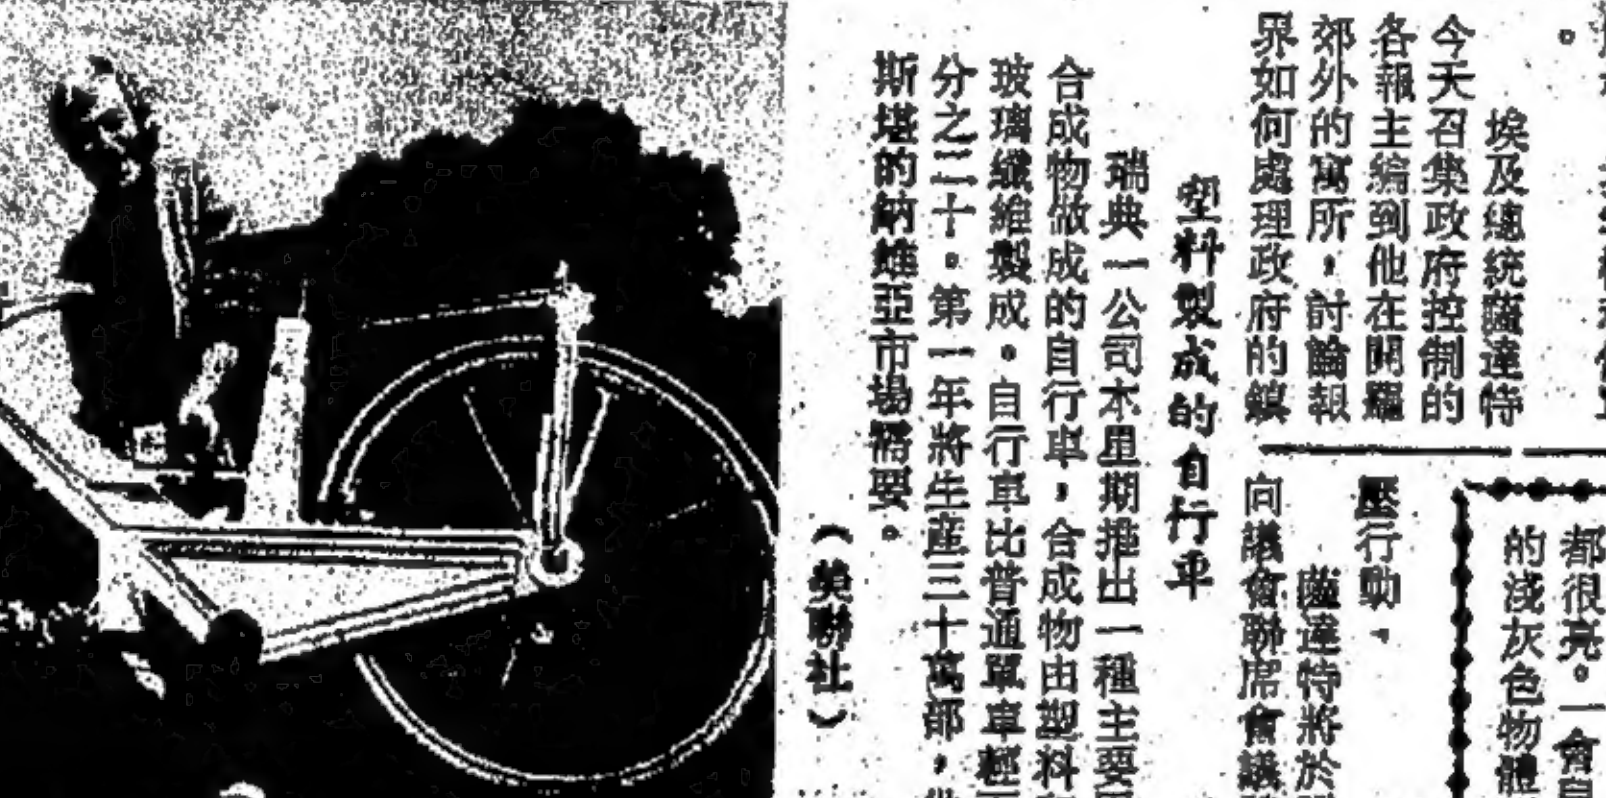 埃及總統薩達特
今天召集政府控制的
各報主編到他在開羅
郊外的寓所，討論報
界如何處理政府的鎮
壓行動。
薩達特將於
向議會聯席會議
都很亮。一會
的淺灰色物體
塑料製成的自行車
瑞典一公司本星期推出一種主要
合成物做成的自行車，合成物由塑料
玻璃纖維製成。自行車比普通單車輕
分之二十。第一年將生產三十萬部，
斯堪的納維亞市場需要。
（美聯社）